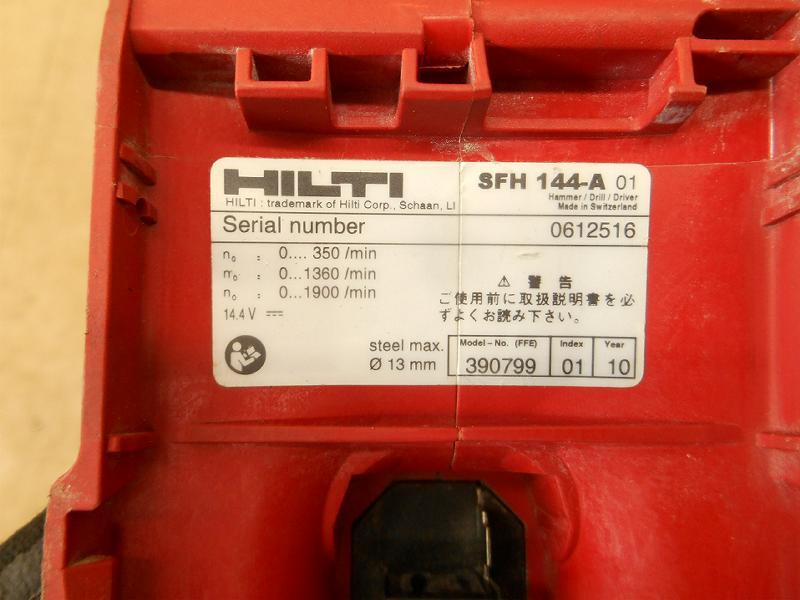 HILTI
SFH 144-A 01
HILTI : trademark of Hilti Corp., Schaan, LI
Hammer / Drill / Driver
Made in Switzerland
Serial number
0612516
n₀ : 0.... 350 /min
m₀ : 0...1360 /min
n₀ : 0...1900 /min
14.4 V ⎓
⚠ 警告
ご使用前に取扱説明書を必
ずよくお読み下さい。
steel max.
Ø 13 mm
Model-No. (FFE) Index Year
390799 01 10